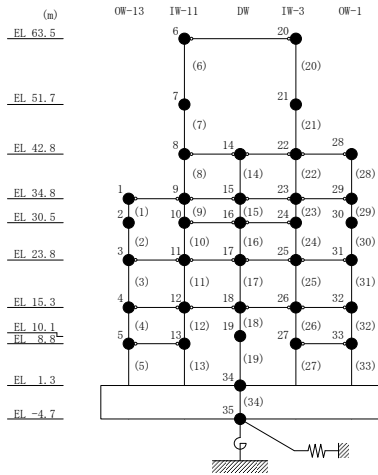 (m) OW-13 IW-11 DW IW-3 OW-1
EL 63.5 6 20
(6) (20)
EL 51.7 7 21
(7) (21)
EL 42.8 8 14 22 28
(8) (14) (22) (28)
EL 34.8 1 9 15 23 29
(1) (9) (15) (23) (29)
EL 30.5 2 10 16 24 30
(2) (10) (16) (24) (30)
EL 23.8 3 11 17 25 31
(3) (11) (17) (25) (31)
EL 15.3 4 12 18 26 32
(4) (12) (18) (26) (32)
EL 10.1 19
EL 8.8 5 13 27 33
(5) (13) (19) (27) (33)
EL 1.3 34
(34)
EL -4.7 35